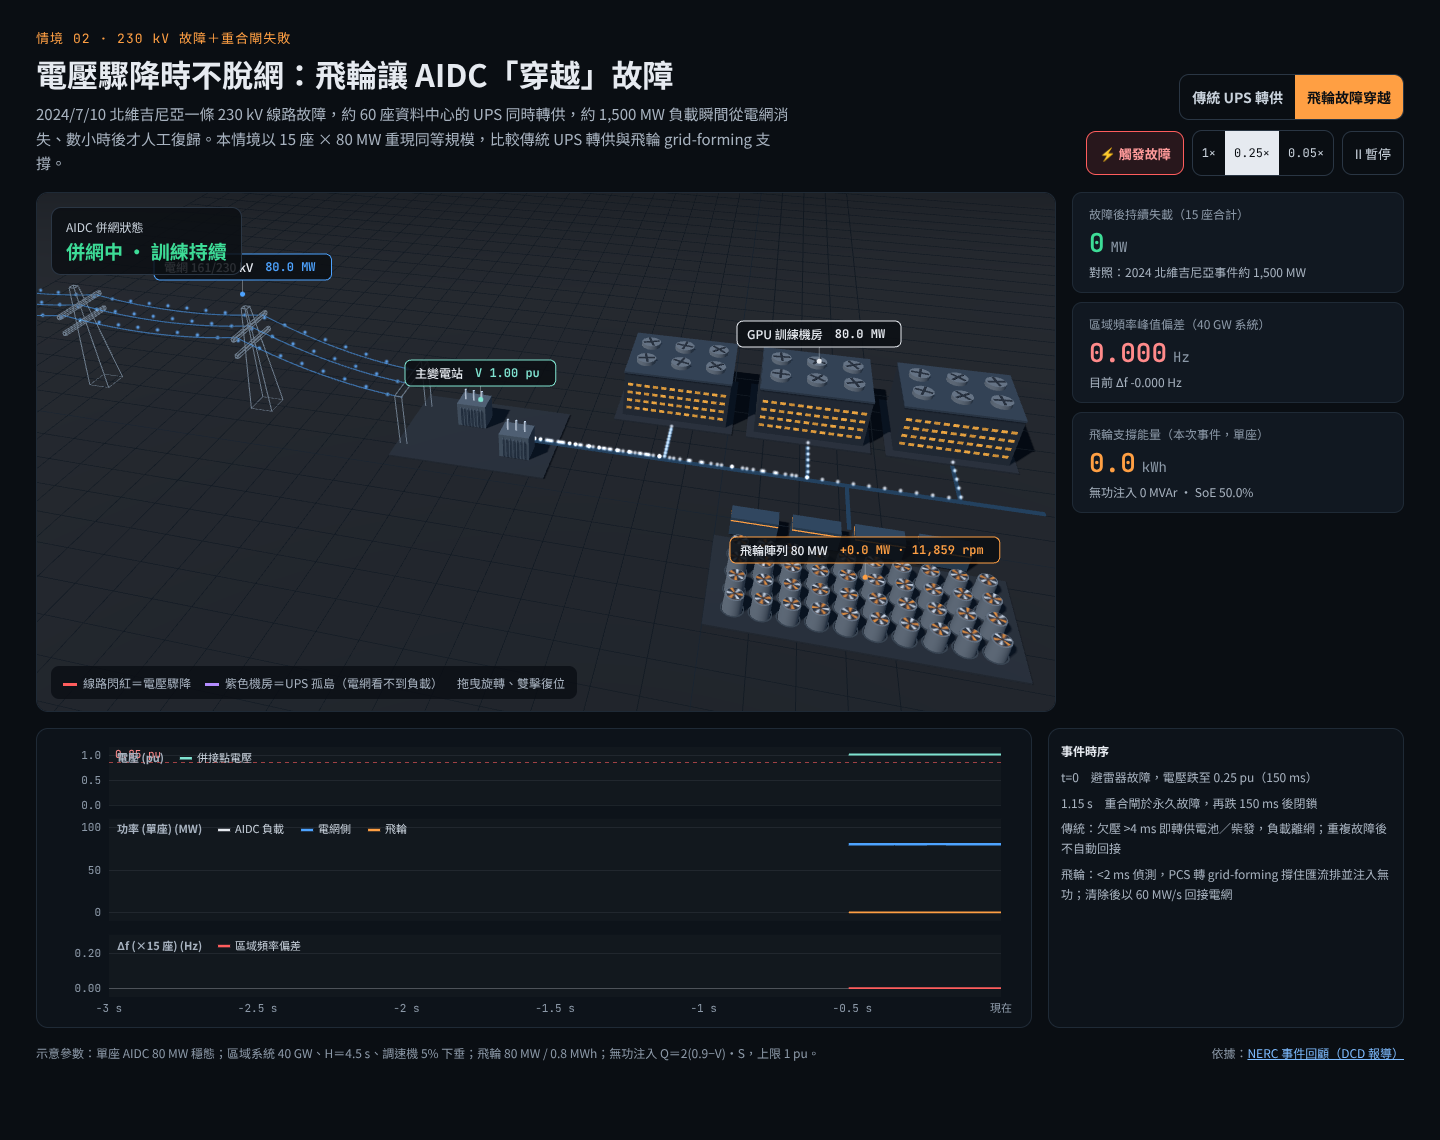 情境 02 · 230 kV 故障＋重合閘失敗
電壓驟降時不脫網：飛輪讓 AIDC「穿越」故障
2024/7/10 北維吉尼亞一條 230 kV 線路故障，約 60 座資料中心的 UPS 同時轉供，約 1,500 MW 負載瞬間從電網消
失、數小時後才人工復歸。本情境以 15 座 × 80 MW 重現同等規模，比較傳統 UPS 轉供與飛輪 grid-forming 支
撐。
傳統 UPS 轉供
飛輪故障穿越
⚡ 觸發故障
1×
0.25×
0.05×
⏸ 暫停
AIDC 併網狀態
併網中 · 訓練持續
電網 161/230 kV 80.0 MW
主變電站 V 1.00 pu
GPU 訓練機房 80.0 MW
飛輪陣列 80 MW +0.0 MW · 11,859 rpm
線路閃紅＝電壓驟降
紫色機房＝UPS 孤島（電網看不到負載）
拖曳旋轉、雙擊復位
故障後持續失載（15 座合計）
0 MW
對照：2024 北維吉尼亞事件約 1,500 MW
區域頻率峰值偏差（40 GW 系統）
0.000 Hz
目前 Δf -0.000 Hz
飛輪支撐能量（本次事件，單座）
0.0 kWh
無功注入 0 MVAr · SoE 50.0%
0.85 pu
電壓 (pu) 併接點電壓
1.0
0.5
0.0
功率 (單座) (MW) AIDC 負載 電網側 飛輪
100
50
0
Δf (×15 座) (Hz) 區域頻率偏差
0.20
0.00
-3 s -2.5 s -2 s -1.5 s -1 s -0.5 s 現在
事件時序
t=0 避雷器故障，電壓跌至 0.25 pu（150 ms）
1.15 s 重合閘於永久故障，再跌 150 ms 後閉鎖
傳統：欠壓 >4 ms 即轉供電池／柴發，負載離網；重複故障後
不自動回接
飛輪：<2 ms 偵測，PCS 轉 grid-forming 撐住匯流排並注入無
功；清除後以 60 MW/s 回接電網
示意參數：單座 AIDC 80 MW 穩態；區域系統 40 GW、H＝4.5 s、調速機 5% 下垂；飛輪 80 MW / 0.8 MWh；無功注入 Q＝2(0.9−V)·S，上限 1 pu。
依據：NERC 事件回顧（DCD 報導）